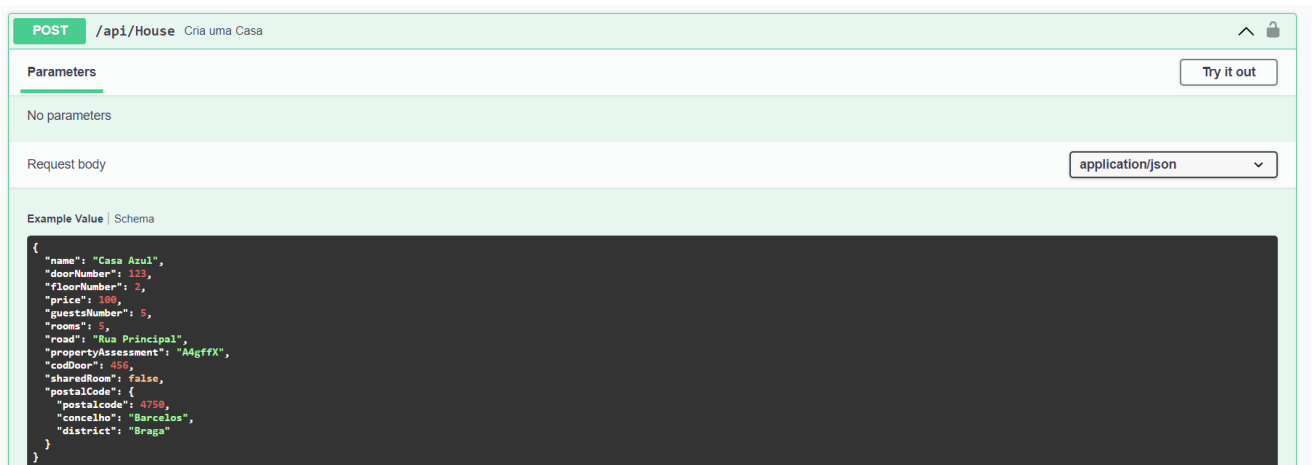 POST /api/House Cria uma Casa
Parameters
Try it out
No parameters
Request body
application/json
Example Value | Schema
{
  "name": "Casa Azul",
  "doorNumber": 123,
  "floorNumber": 2,
  "price": 100,
  "guestsNumber": 5,
  "rooms": 5,
  "road": "Rua Principal",
  "propertyAssessment": "A4gffX",
  "codDoor": 456,
  "sharedRoom": false,
  "postalCode": {
    "postalcode": 4750,
    "concelho": "Barcelos",
    "district": "Braga"
  }
}